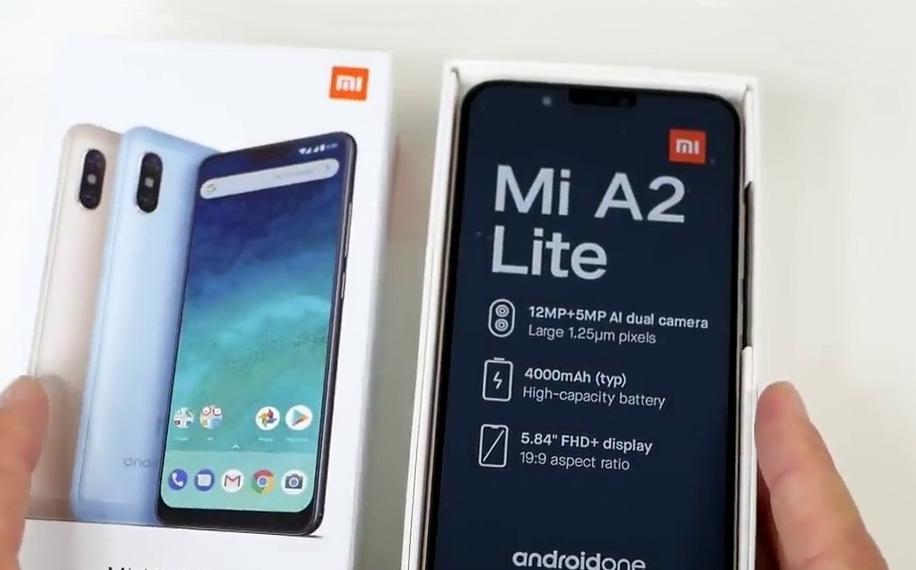 mi
mi
Mi A2
Lite
12MP+5MP AI dual camera
Large 1.25µm pixels
4000mAh (typ)
High-capacity battery
5.84" FHD+ display
19:9 aspect ratio
androidone